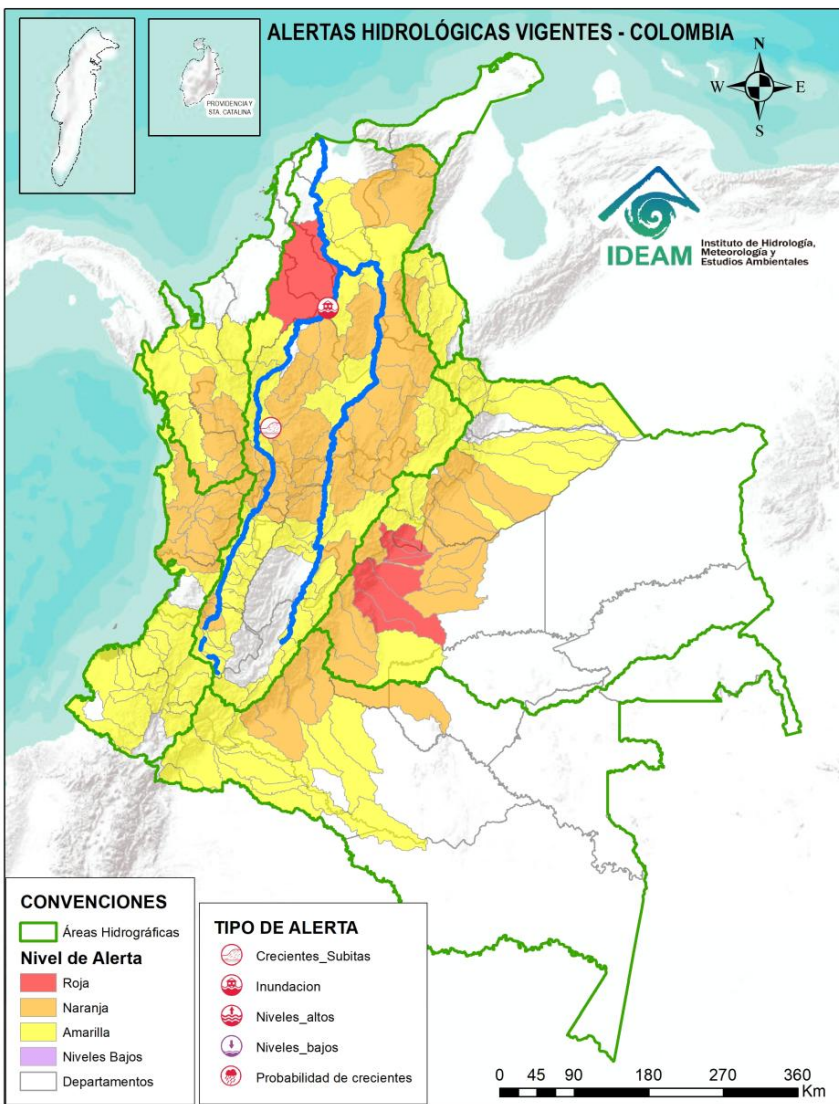 ALERTAS HIDROLÓGICAS VIGENTES - COLOMBIA
PROVIDENCIA Y
STA. CATALINA
N
W
E
S
IDEAM
Instituto de Hidrología,
Meteorología y
Estudios Ambientales
CONVENCIONES
Áreas Hidrográficas
Nivel de Alerta
Roja
Naranja
Amarilla
Niveles Bajos
Departamentos
TIPO DE ALERTA
Crecientes_Subitas
Inundacion
Niveles_altos
Niveles_bajos
Probabilidad de crecientes
0 45 90 180 270 360
Km